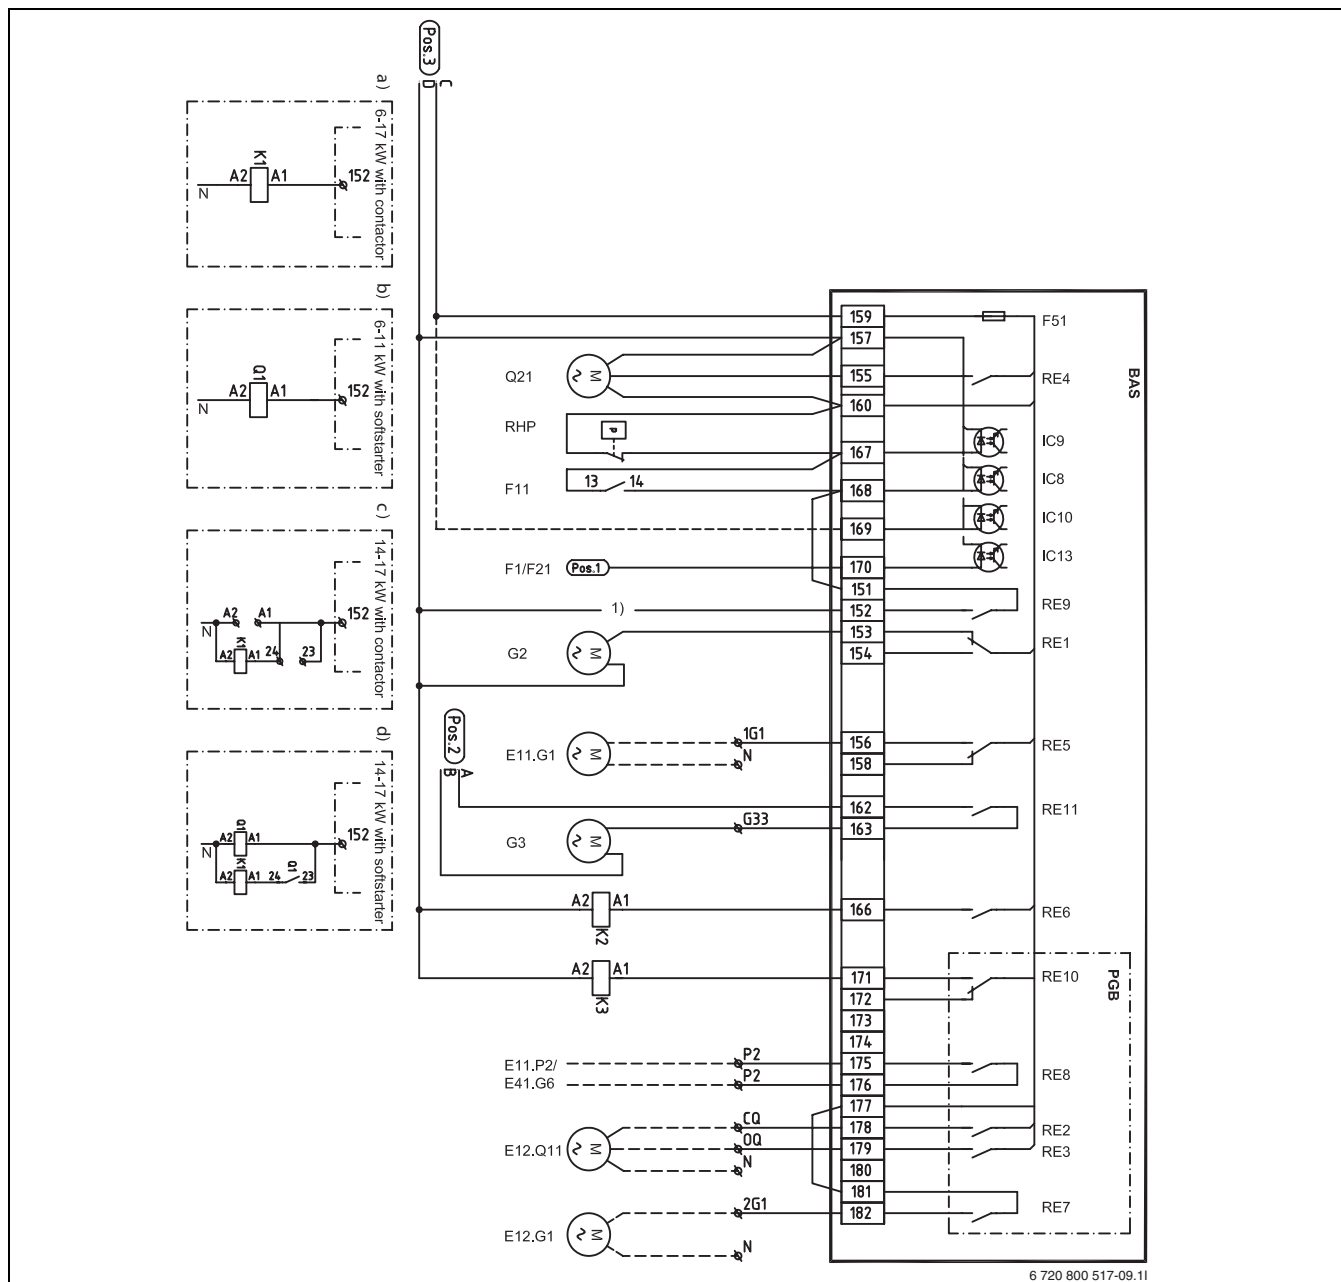 Pos.3
D C
a)
6-17 kW with contactor
K1
A2 A1 152
N
b)
6-11 kW with softstarter
Q1
A2 A1 152
N
c)
14-17 kW with contactor
A2 A1 152
N
K1
A2 A1 24 23
d)
14-17 kW with softstarter
Q1
A2 A1 152
N
K1 Q1
A2 A1 24 23
BAS
159 F51
157
Q21 M ~ 155 RE4
160
IC9
RHP P
167
IC8
F11 13 14 168
IC10
169
IC13
F1/F21 Pos.1 170
151
1) 152 RE9
153
RE1
G2 M ~ 154
Pos.2
B A
E11.G1 M ~ 1G1 156 RE5
N 158
162 RE11
G33 163
G3 M ~
A2 A1 166 RE6
K2
PGB
A2 A1 171 RE10
K3
172
173
174
E11.P2/ P2 175
RE8
E41.G6 P2 176
177
CQ 178 RE2
E12.Q11 M ~ OQ 179 RE3
N 180
181
2G1 182 RE7
E12.G1 M ~
N
6 720 800 517-09.1I